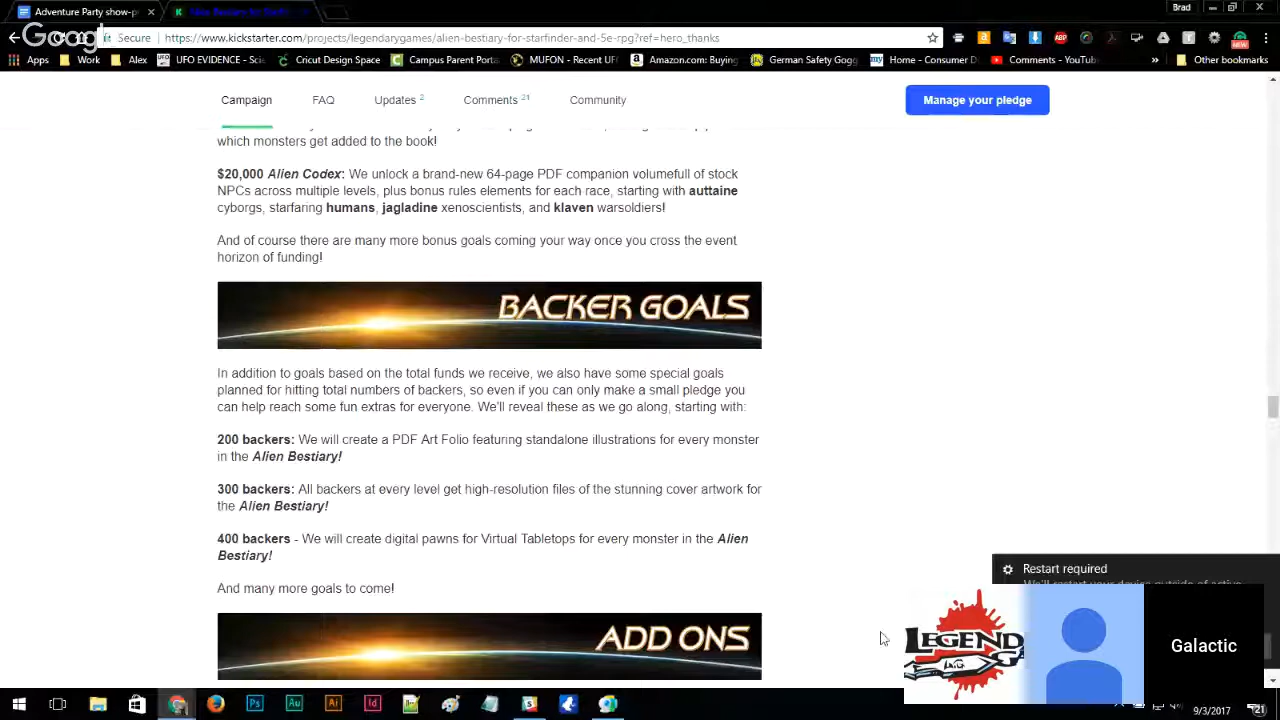 Adventure Party show-p
Brad
Google
Secure
https://www.kickstarter.com/projects/legendarygames/alien-bestiary-for-starfinder-and-5e-rpg?ref=hero_thanks
Apps
Work
Alex
UFO EVIDENCE - Scie
Cricut Design Space
Campus Parent Porta
MUFON - Recent UF
Amazon.com: Buying
German Safety Gogg
Home - Consumer D
Comments - YouTub
Other bookmarks
Campaign
FAQ
Updates 2
Comments 21
Community
Manage your pledge
which monsters get added to the book!
$20,000 Alien Codex: We unlock a brand-new 64-page PDF companion volumefull of stock
NPCs across multiple levels, plus bonus rules elements for each race, starting with auttaine
cyborgs, starfaring humans, jagladine xenoscientists, and klaven warsoldiers!
And of course there are many more bonus goals coming your way once you cross the event
horizon of funding!
BACKER GOALS
In addition to goals based on the total funds we receive, we also have some special goals
planned for hitting total numbers of backers, so even if you can only make a small pledge you
can help reach some fun extras for everyone. We'll reveal these as we go along, starting with:
200 backers: We will create a PDF Art Folio featuring standalone illustrations for every monster
in the Alien Bestiary!
300 backers: All backers at every level get high-resolution files of the stunning cover artwork for
the Alien Bestiary!
400 backers - We will create digital pawns for Virtual Tabletops for every monster in the Alien
Bestiary!
And many more goals to come!
ADD ONS
Restart required
LEGEND
Galactic
9/3/2017